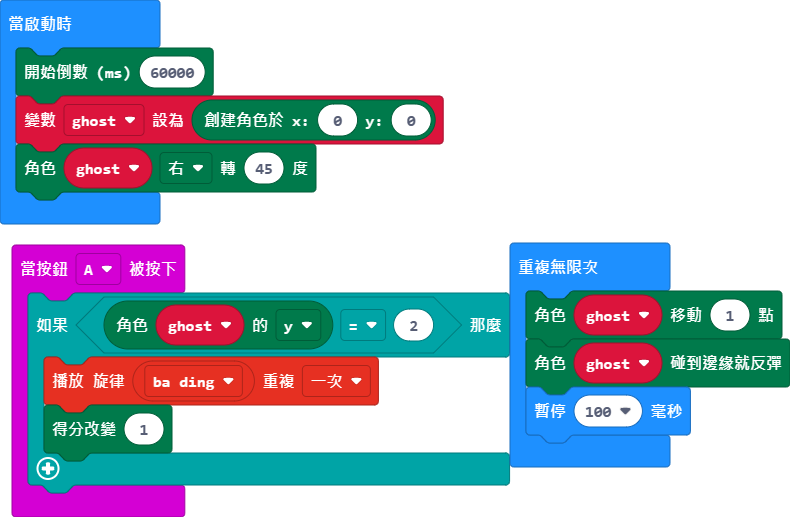 當啟動時
開始倒數 (ms) 60000
變數 ghost 設為 創建角色於 x: 0 y: 0
角色 ghost 右 轉 45 度
當按鈕 A 被按下
如果 角色 ghost 的 y = 2 那麼
播放 旋律 ba ding 重複 一次
得分改變 1
重複無限次
角色 ghost 移動 1 點
角色 ghost 碰到邊緣就反彈
暫停 100 毫秒